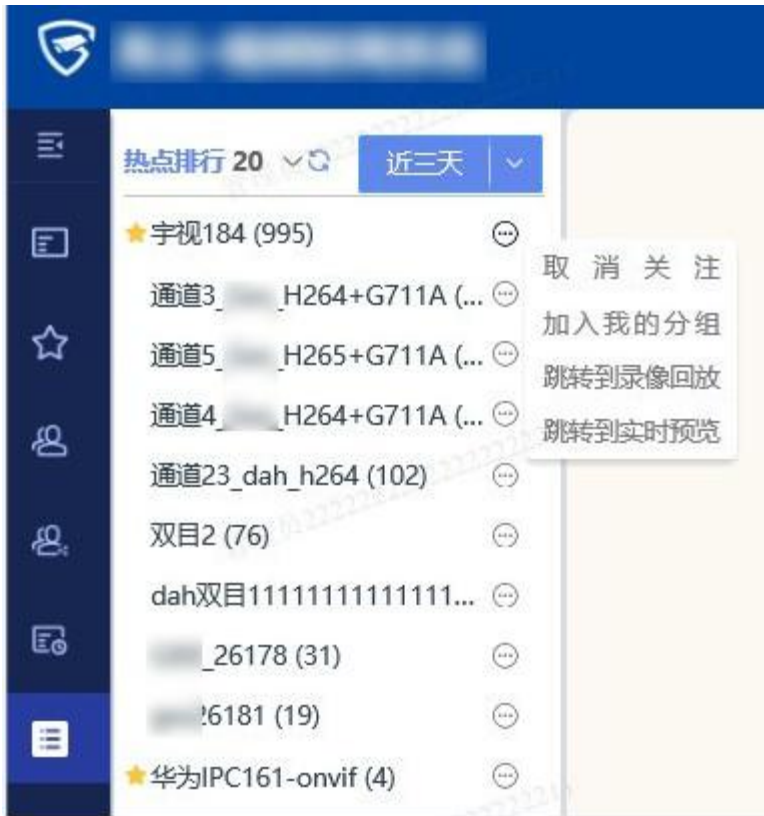 热点排行 20 近三天
宇视184 (995)
取消关注
通道3_ _H264+G711A (...
加入我的分组
通道5_ _H265+G711A (...
跳转到录像回放
通道4_ _H264+G711A (...
跳转到实时预览
通道23_dah_h264 (102)
双目2 (76)
dah双目11111111111111...
_26178 (31)
26181 (19)
华为IPC161-onvif (4)